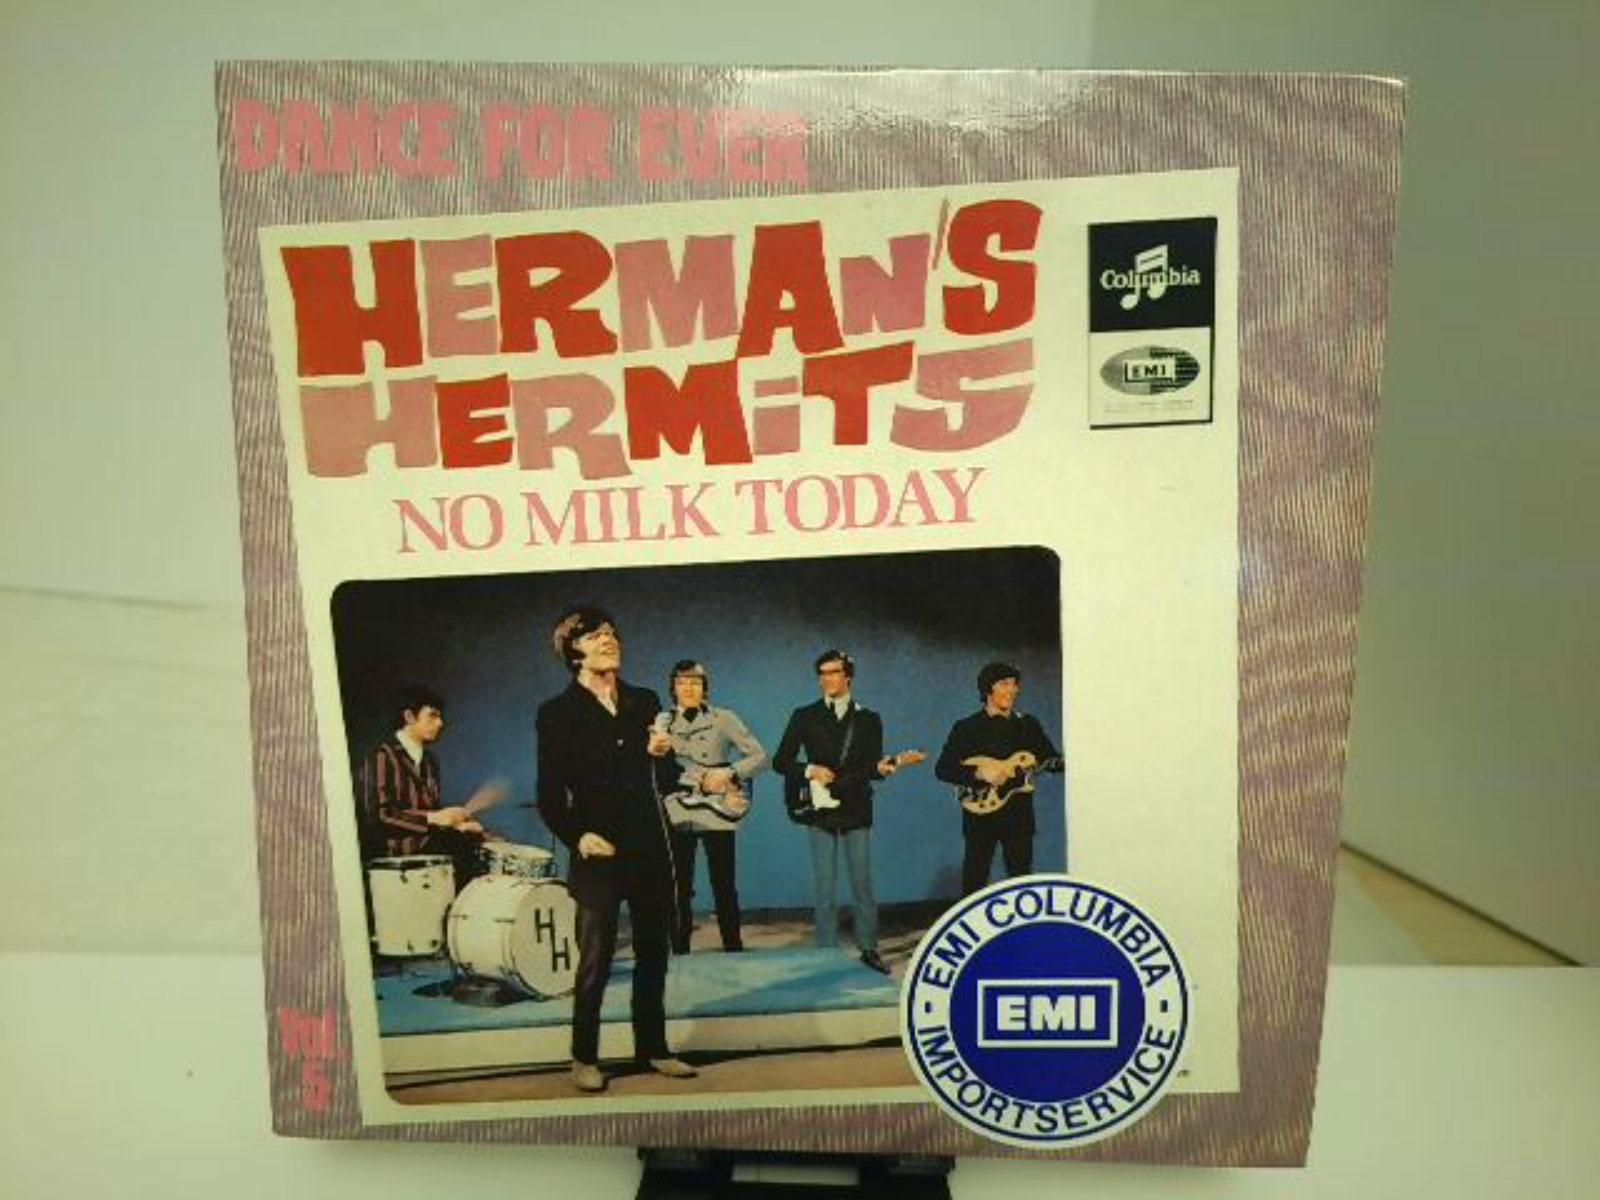 DANCE FOR EVER
HERMAN'S
HERMiTS
NO MILK TODAY
Columbia
EMI
H
H
Vol.
5
EMI COLUMBIA
EMI
IMPORTSERVICE